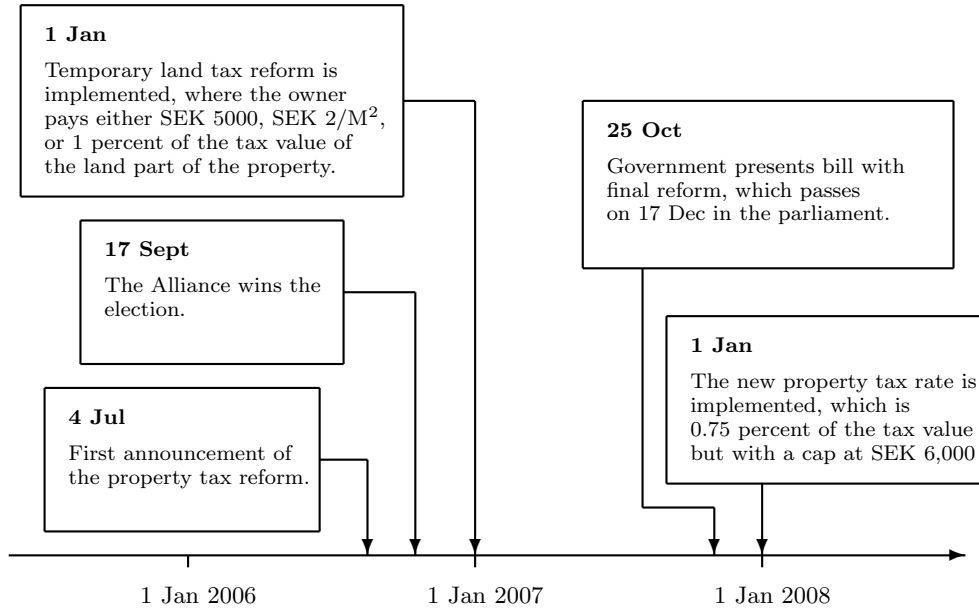 1 Jan
Temporary land tax reform is
implemented, where the owner
pays either SEK 5000, SEK 2/M²,
or 1 percent of the tax value of
the land part of the property.
17 Sept
The Alliance wins the
election.
4 Jul
First announcement of
the property tax reform.
25 Oct
Government presents bill with
final reform, which passes
on 17 Dec in the parliament.
1 Jan
The new property tax rate is
implemented, which is
0.75 percent of the tax value
but with a cap at SEK 6,000
1 Jan 2006
1 Jan 2007
1 Jan 2008